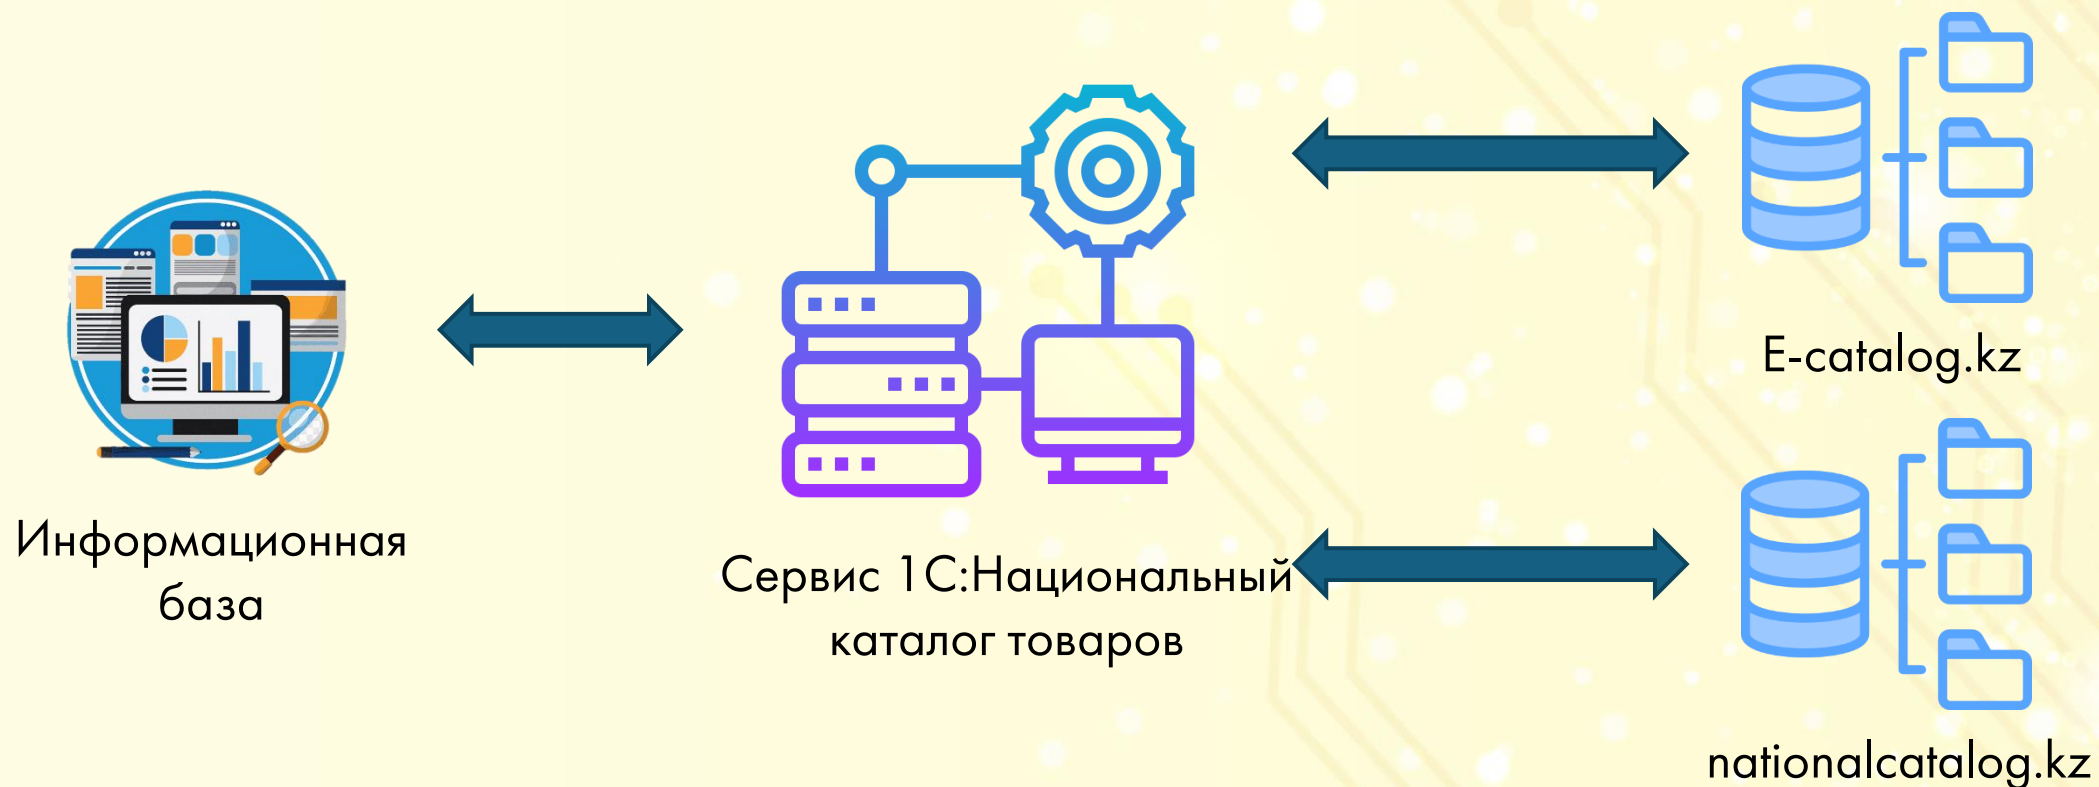 Информационная
база
Сервис 1С:Национальный
каталог товаров
E-catalog.kz
nationalcatalog.kz